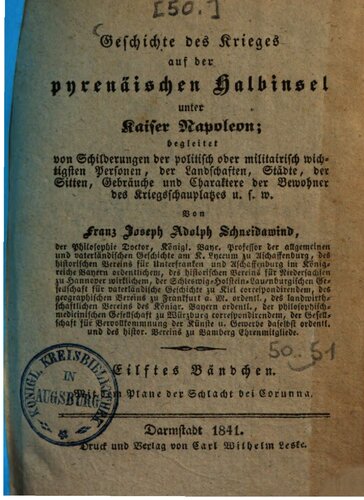 [50.]
Geschichte des Krieges
auf der
pyrenäischen Halbinsel
unter
Kaiser Napoleon;
begleitet
von Schilderungen der politisch oder militairisch wich-
tigsten Personen, der Landschaften, Städte, der
Sitten, Gebräuche und Charaktere der Bewohner
des Kriegsschauplatzes u. s. w.
Von
Franz Joseph Adolph Schneidawind,
der Philosophie Doctor, Königl. Baye. Professor der allgemeinen
und vaterländischen Geschichte am K. Lyceum zu Aschaffenburg, des
historischen Vereins für Unterfranken und Aschaffenburg im König-
reiche Bayern ordentlichem, des historischen Vereins für Niedersachsen
zu Hannover wirklichem, der Schleswig-Holstein-Lauenburgischen Ge-
sellschaft für vaterländische Geschichte zu Kiel correspondirendem, des
geographischen Vereins zu Frankfurt a. M. ordentl., des landwirth-
schaftlichen Vereins des Königr. Bayern ordentl., der philosophisch-
medicinischen Gesellschaft zu Würzburg correspondirendem, der Gesell-
schaft für Vervollkommnung der Künste u. Gewerbe daselbst ordentl.
und des histor. Vereins zu Bamberg Ehrenmitgliede.
50. 51
Eilftes Bändchen.
Mit dem Plane der Schlacht bei Corunna.
KÖNIGL. KREISBIBLIOTHEK
IN
AUGSBURG
Darmstadt 1841.
Druck und Verlag von Carl Wilhelm Leske.